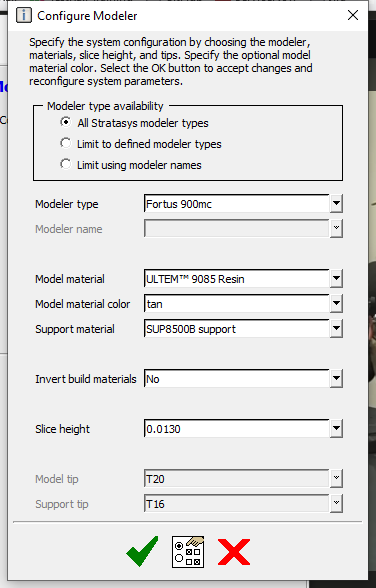 Configure Modeler
Specify the system configuration by choosing the modeler,
materials, slice height, and tips. Specify the optional model
material color. Select the OK button to accept changes and
reconfigure system parameters.
Modeler type availability
All Stratasys modeler types
Limit to defined modeler types
Limit using modeler names
Modeler type Fortus 900mc
Modeler name
Model material ULTEM™ 9085 Resin
Model material color tan
Support material SUP8500B support
Invert build materials No
Slice height 0.0130
Model tip T20
Support tip T16